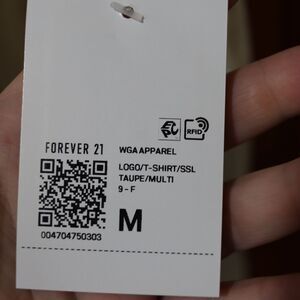 RFID
FOREVER 21
WGA APPAREL
LOGO/T-SHIRT/SSL
TAUPE/MULTI
9 - F
M
004704750303